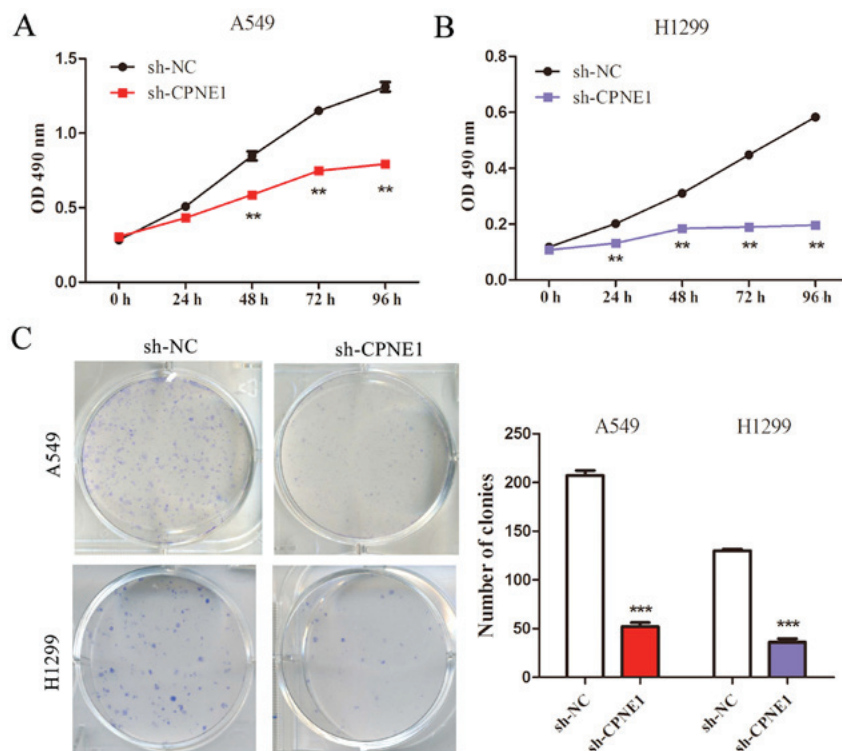 A
A549
sh-NC
sh-CPNE1
OD 490 nm
1.5
1.0
0.5
0.0
**
**
**
0 h
24 h
48 h
72 h
96 h
B
H1299
sh-NC
sh-CPNE1
OD 490 nm
0.8
0.6
0.4
0.2
0.0
**
**
**
**
0 h
24 h
48 h
72 h
96 h
C
sh-NC
sh-CPNE1
A549
H1299
A549
H1299
Number of clonies
250
200
150
100
50
0
***
***
sh-NC
sh-CPNE1
sh-NC
sh-CPNE1